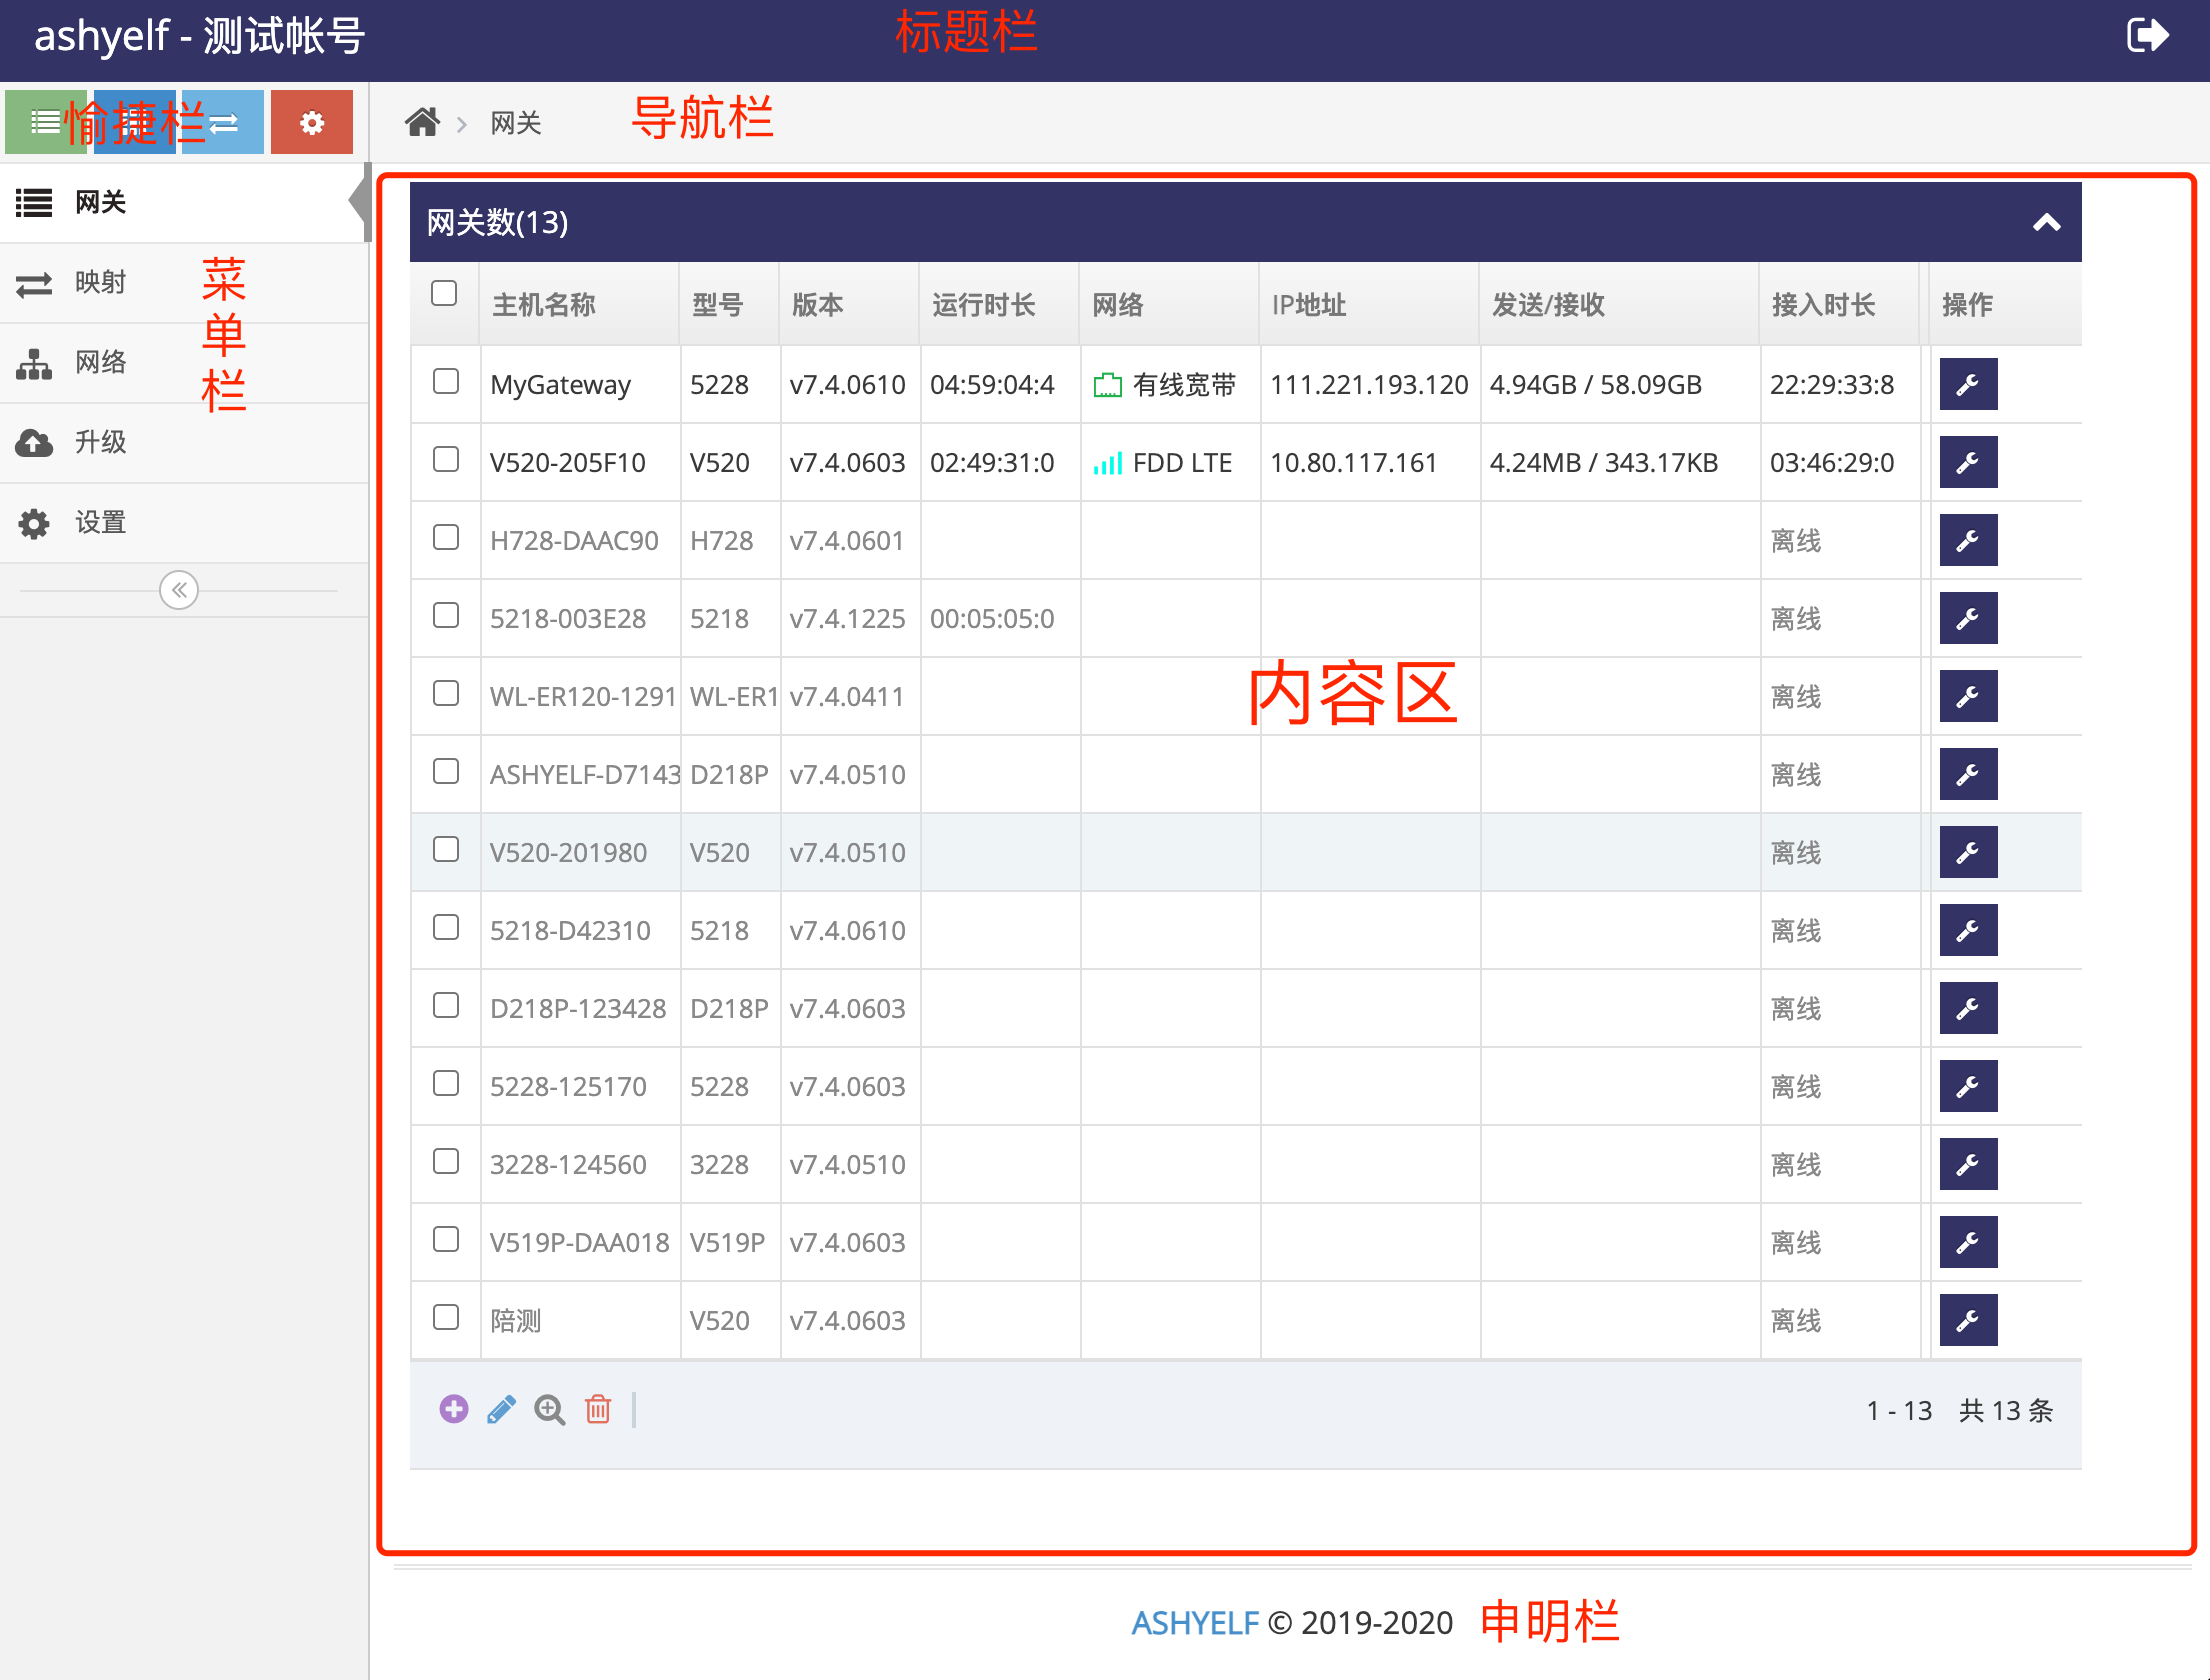 ashyelf - 测试帐号 标题栏
愉捷栏
网关 导航栏
网关
映射
网络
升级
设置
菜单栏
网关数(13)
主机名称 型号 版本 运行时长 网络 IP地址 发送/接收 接入时长 操作
MyGateway 5228 v7.4.0610 04:59:04:4 有线宽带 111.221.193.120 4.94GB / 58.09GB 22:29:33:8
V520-205F10 V520 v7.4.0603 02:49:31:0 FDD LTE 10.80.117.161 4.24MB / 343.17KB 03:46:29:0
H728-DAAC90 H728 v7.4.0601 离线
5218-003E28 5218 v7.4.1225 00:05:05:0 离线
WL-ER120-1291 WL-ER1 v7.4.0411 离线
内容区
ASHYELF-D7143 D218P v7.4.0510 离线
V520-201980 V520 v7.4.0510 离线
5218-D42310 5218 v7.4.0610 离线
D218P-123428 D218P v7.4.0603 离线
5228-125170 5228 v7.4.0603 离线
3228-124560 3228 v7.4.0510 离线
V519P-DAA018 V519P v7.4.0603 离线
陪测 V520 v7.4.0603 离线
1 - 13 共 13 条
ASHYELF © 2019-2020 申明栏